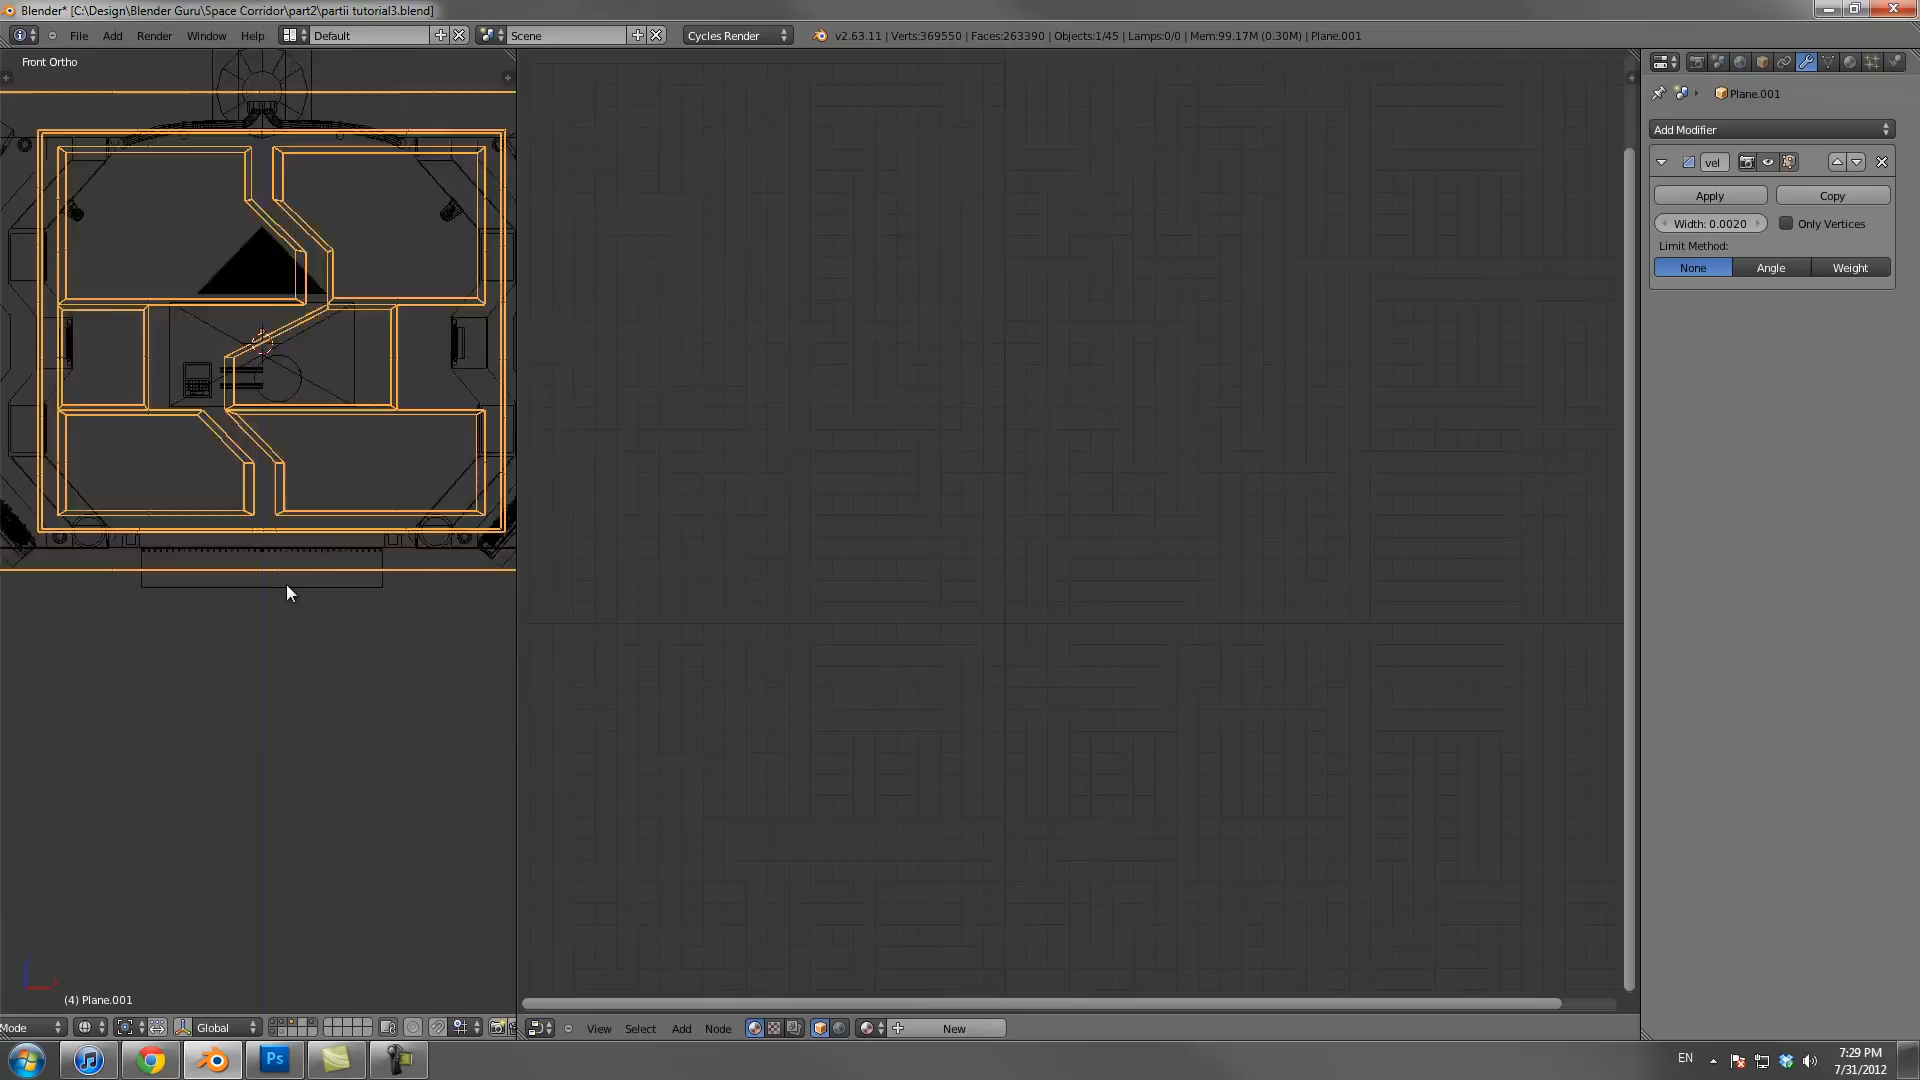 Blender* [C:\Design\Blender Guru\Space Corridor\part2\partii tutorial3.blend]
File Add Render Window Help Default Scene Cycles Render v2.63.11 | Verts:369550 | Faces:263390 | Objects:1/45 | Lamps:0/0 | Mem:99.17M (0.30M) | Plane.001
Front Ortho
Plane.001
Add Modifier
vel
Apply Copy
Width: 0.0020 Only Vertices
Limit Method:
None Angle Weight
(4) Plane.001
Mode Global View Select Add Node New
Ps EN 7:29 PM
7/31/2012